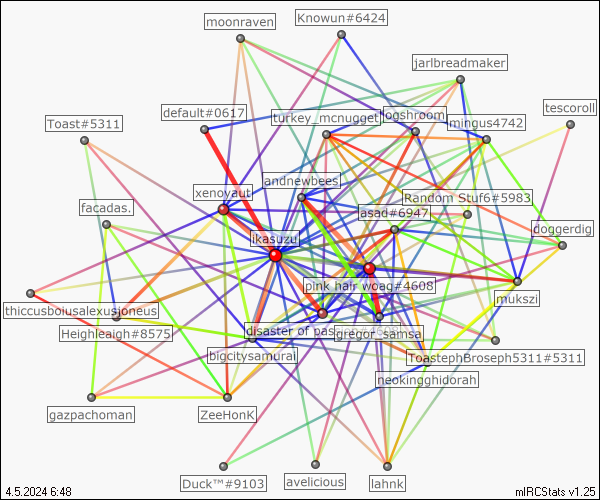 moonraven
Knowun#6424
jarlbreadmaker
default#0617
turkey_mcnugget
logshroom
mingus4742
tescoroll
Toast#5311
andnewbees
xenoyaut
Random Stuf6#5983
asad#6947
facadas.
ikasuzu
doggerdig
pink hair woag#4608
mukszi
thiccusboiusalexusjoneus
Heighleaigh#8575
disaster of pas
gregor_samsa
bigcitysamurai
ToastephBroseph5311#5311
neokingghidorah
gazpachoman
ZeeHonK
Duck™#9103
avelicious
lahnk
4.5.2024 6:48
mIRCStats v1.25